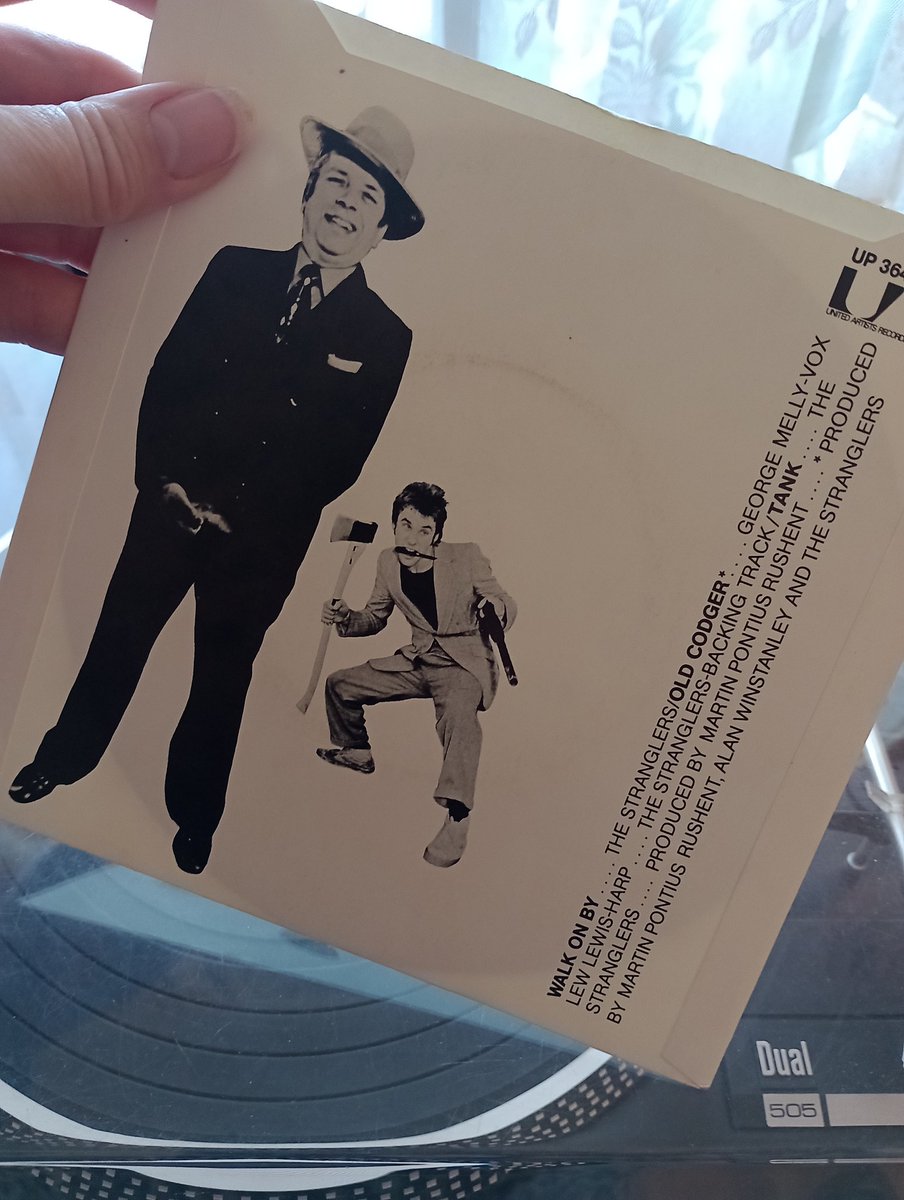 UP 364
UNITED ARTISTS RECORDS
WALK ON BY ..... THE STRANGLERS/OLD CODGER* .... GEORGE MELLY-VOX
LEW LEWIS-HARP ..... THE STRANGLERS-BACKING TRACK/TANK ..... THE
STRANGLERS ..... PRODUCED BY MARTIN PONTIUS RUSHENT ..... * PRODUCED
BY MARTIN PONTIUS RUSHENT, ALAN WINSTANLEY AND THE STRANGLERS
Dual
505